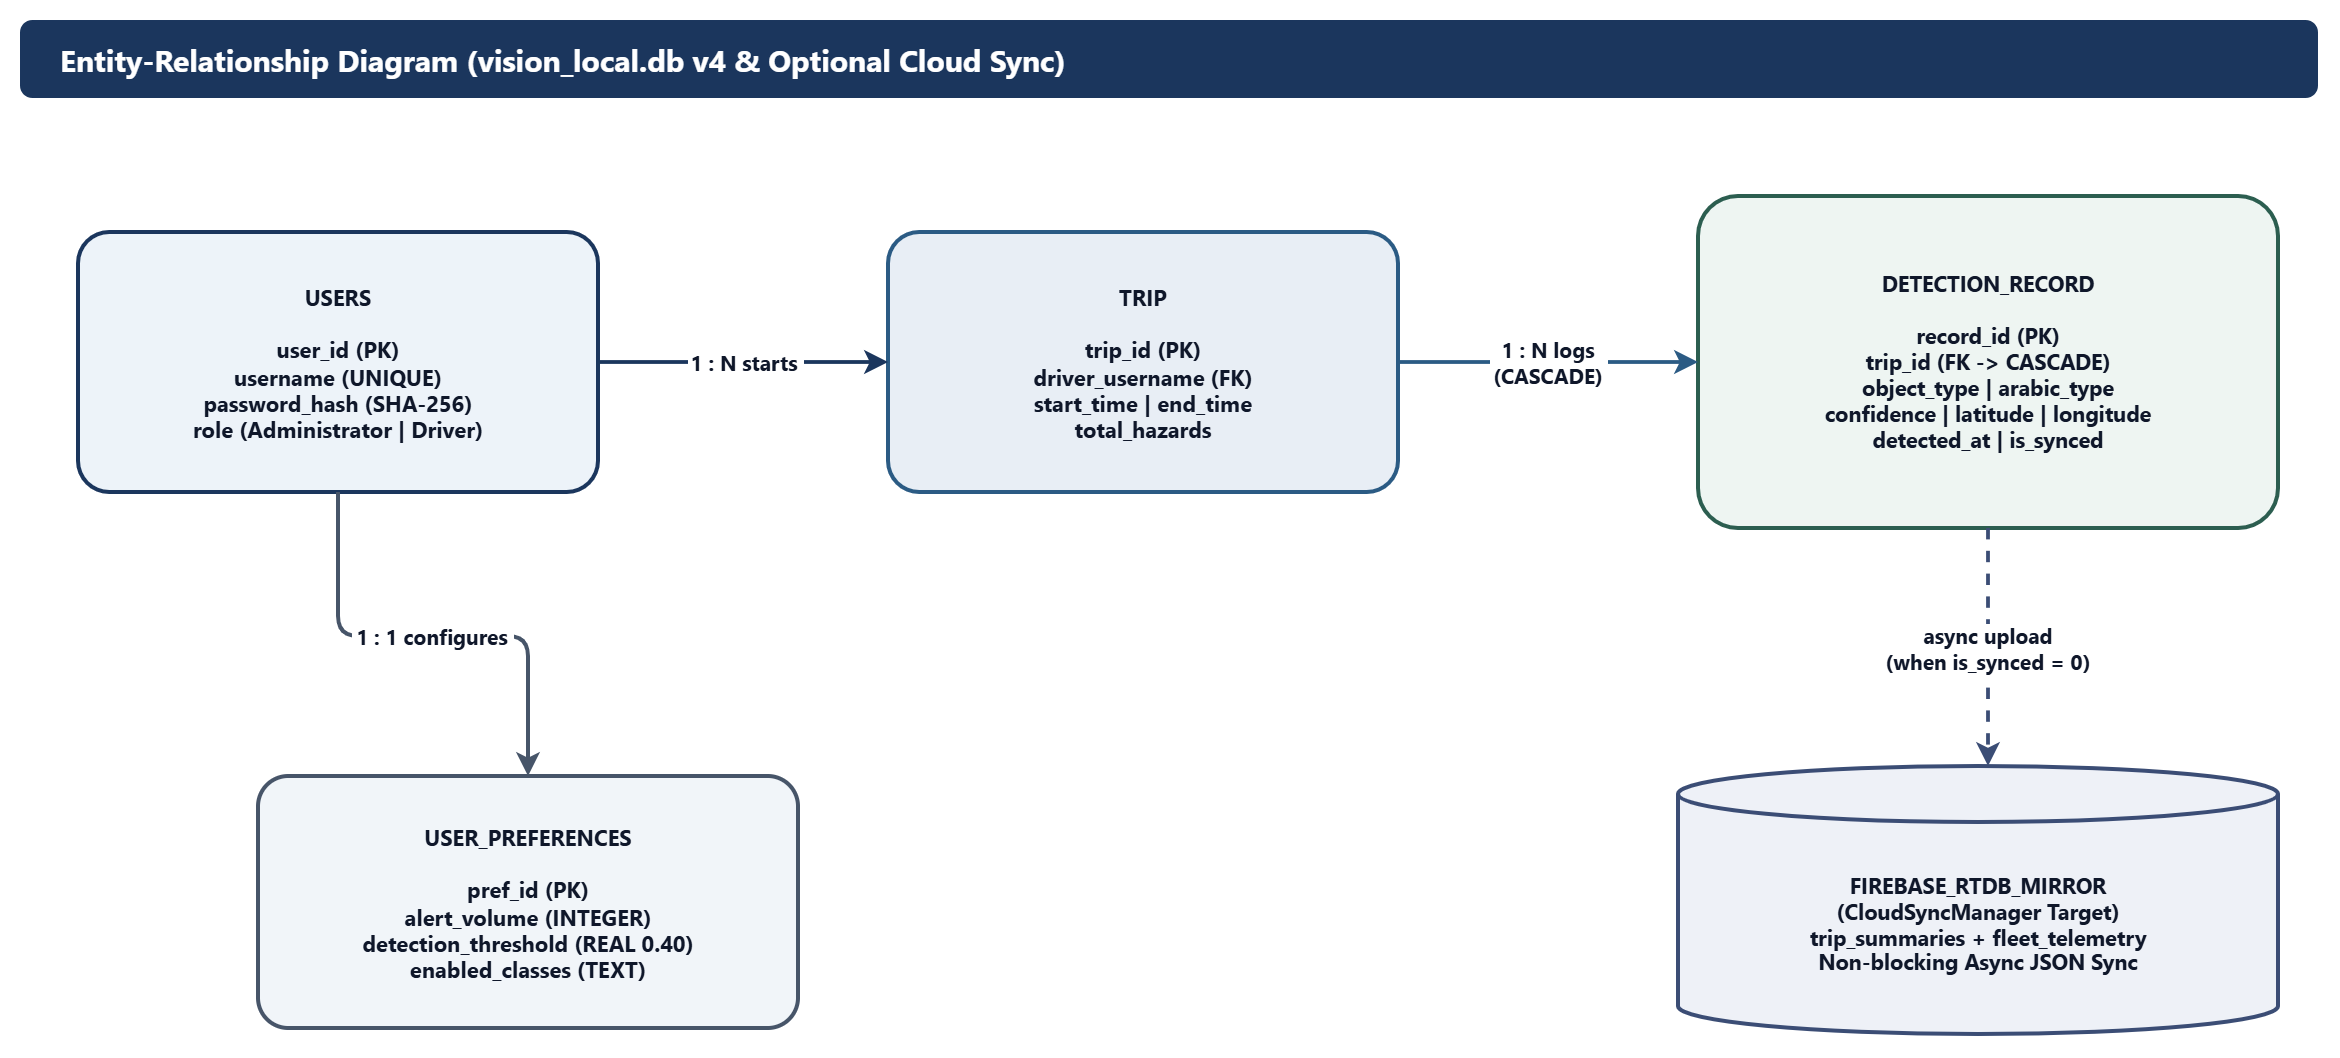 Entity-Relationship Diagram (vision_local.db v4 & Optional Cloud Sync)
USERS
user_id (PK)
username (UNIQUE)
password_hash (SHA-256)
role (Administrator | Driver)
1 : N starts
TRIP
trip_id (PK)
driver_username (FK)
start_time | end_time
total_hazards
1 : N logs
(CASCADE)
DETECTION_RECORD
record_id (PK)
trip_id (FK -> CASCADE)
object_type | arabic_type
confidence | latitude | longitude
detected_at | is_synced
1 : 1 configures
async upload
(when is_synced = 0)
USER_PREFERENCES
pref_id (PK)
alert_volume (INTEGER)
detection_threshold (REAL 0.40)
enabled_classes (TEXT)
FIREBASE_RTDB_MIRROR
(CloudSyncManager Target)
trip_summaries + fleet_telemetry
Non-blocking Async JSON Sync